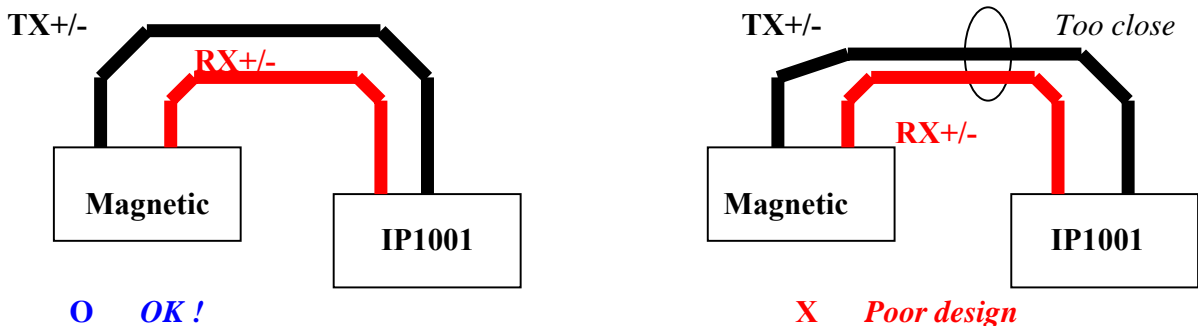 TX+/-
RX+/-
Magnetic
IP1001
O OK !
TX+/-
Too close
RX+/-
Magnetic
IP1001
X Poor design